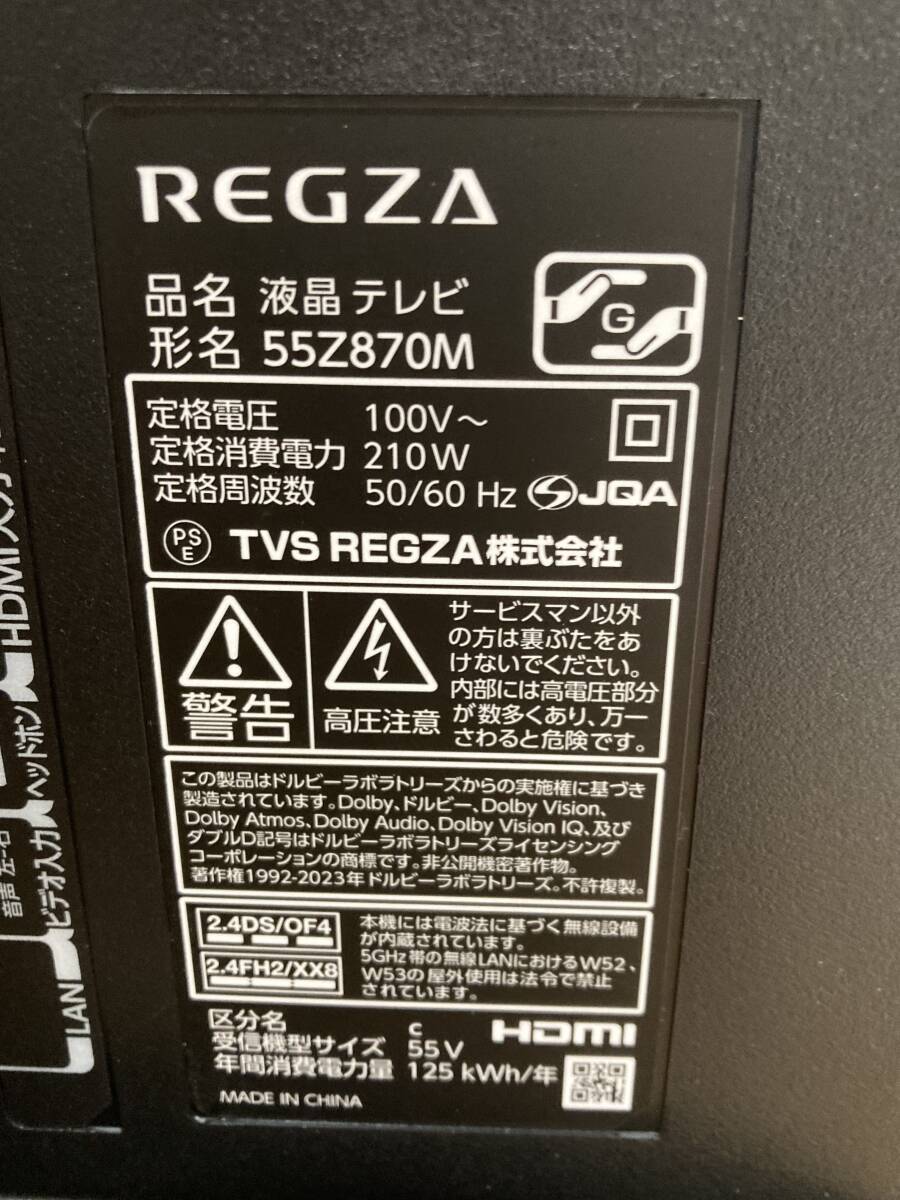 REGZA
品名 液晶テレビ
形名 55Z870M
G
定格電圧 100V～
定格消費電力 210W
定格周波数 50/60 Hz JQA
PS
E
TVS REGZA株式会社
警告
高圧注意
サービスマン以外
の方は裏ぶたをあ
けないでください。
内部には高電圧部分
が数多くあり、万一
さわると危険です。
この製品はドルビーラボラトリーズからの実施権に基づき
製造されています。Dolby、ドルビー、Dolby Vision、
Dolby Atmos、Dolby Audio、Dolby Vision IQ、及び
ダブルD記号はドルビーラボラトリーズライセンシング
コーポレーションの商標です。非公開機密著作物。
著作権1992-2023年ドルビーラボラトリーズ。不許複製。
2.4DS/OF4
2.4FH2/XX8
本機には電波法に基づく無線設備
が内蔵されています。
5GHz帯の無線LANにおけるW52、
W53の屋外使用は法令で禁止
されています。
区分名 c
受信機型サイズ 55V
年間消費電力量 125 kWh/年
HDMI
MADE IN CHINA
LAN
ビデオ入力
音声 左-右
ヘッドホン
HDMI入力